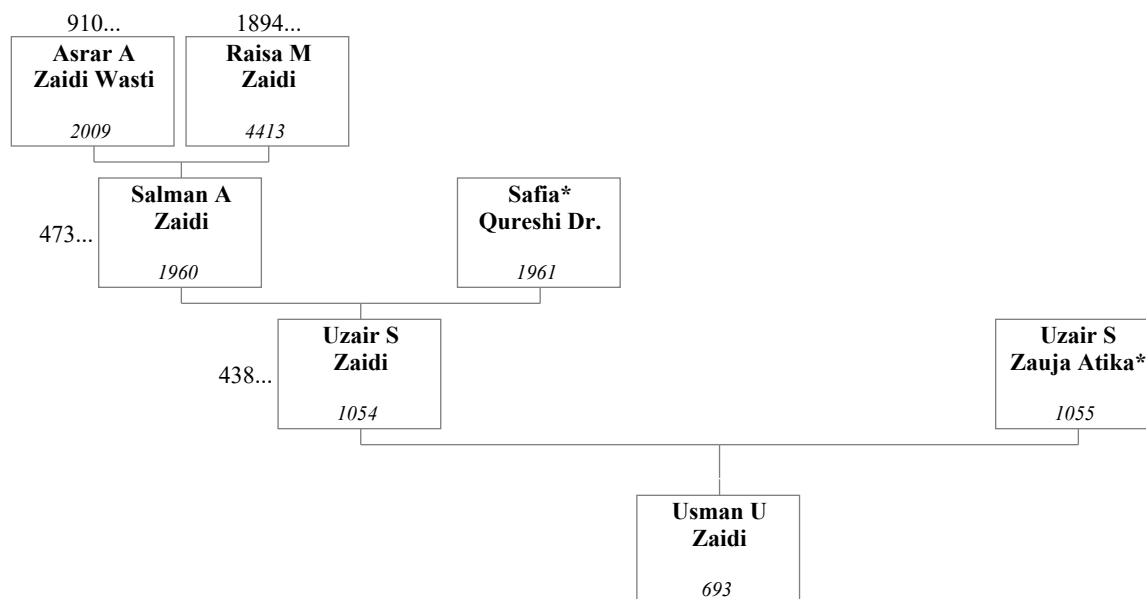 910...
1894...
Asrar A
Zaidi Wasti
2009
Raisa M
Zaidi
4413
473...
Salman A
Zaidi
1960
Safia*
Qureshi Dr.
1961
438...
Uzair S
Zaidi
1054
Uzair S
Zauja Atika*
1055
Usman U
Zaidi
693